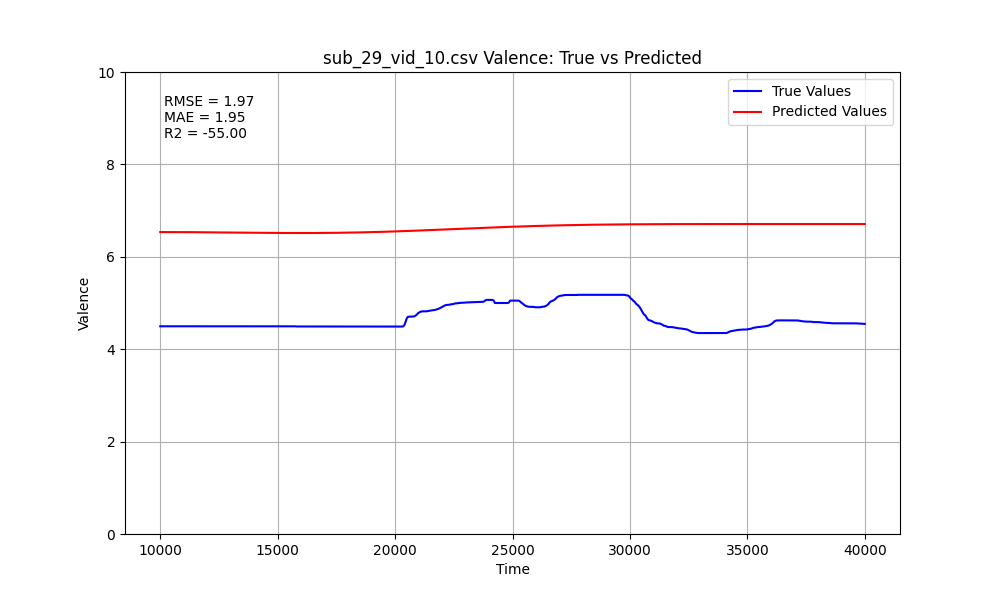 sub_29_vid_10.csv Valence: True vs Predicted
RMSE = 1.97
MAE = 1.95
R2 = -55.00
True Values
Predicted Values
Valence
10
8
6
4
2
0
10000 15000 20000 25000 30000 35000 40000
Time